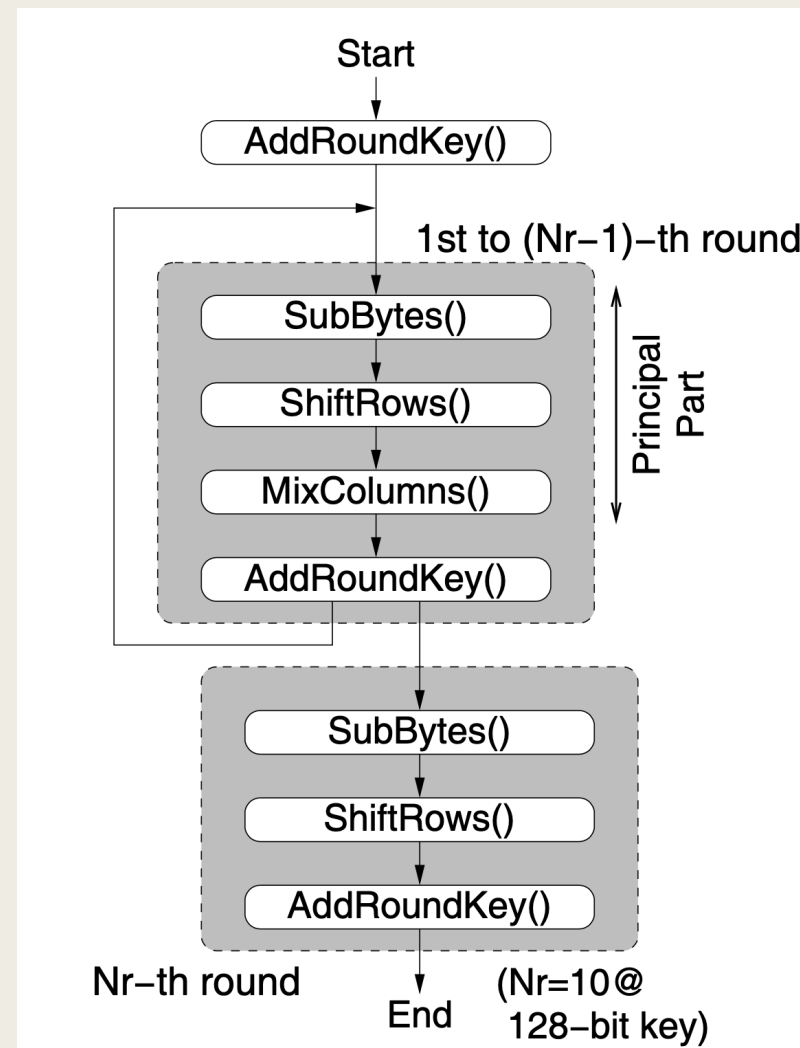 Start
AddRoundKey()
1st to (Nr−1)−th round
SubBytes()
ShiftRows()
MixColumns()
AddRoundKey()
Principal
Part
SubBytes()
ShiftRows()
AddRoundKey()
Nr−th round
End
(Nr=10@
128−bit key)